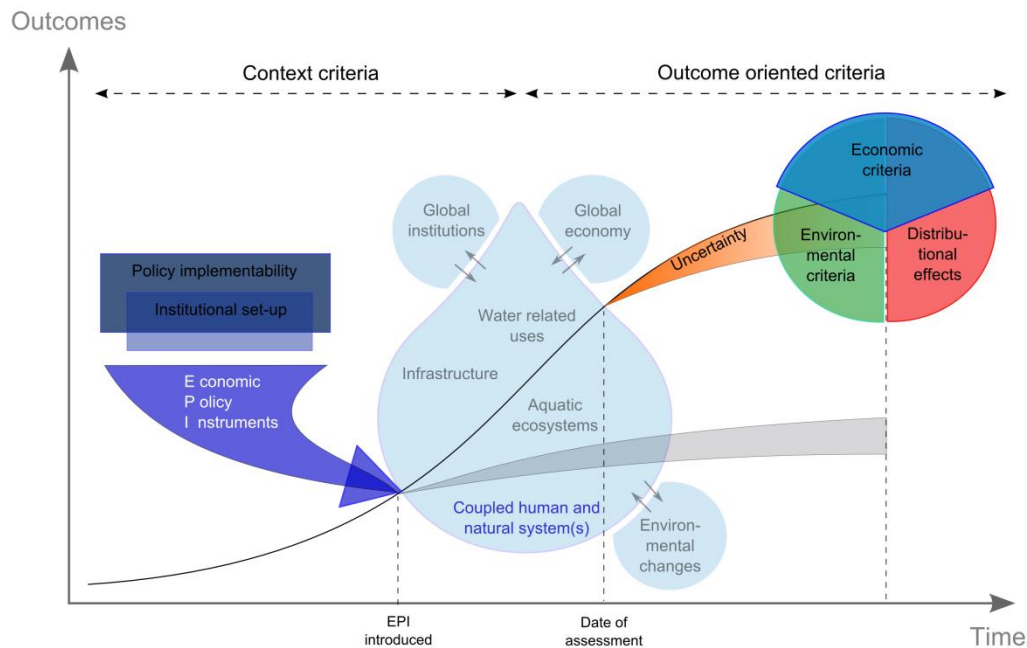 Outcomes
Context criteria
Outcome oriented criteria
Economic
criteria
Global
institutions
Global
economy
Uncertainty
Environ-
mental
criteria
Distribu-
tional
effects
Policy implementability
Institutional set-up
Water related
uses
Infrastructure
E conomic
P olicy
I nstruments
Aquatic
ecosystems
Coupled human and
natural system(s)
Environ-
mental
changes
EPI
introduced
Date of
assessment
Time